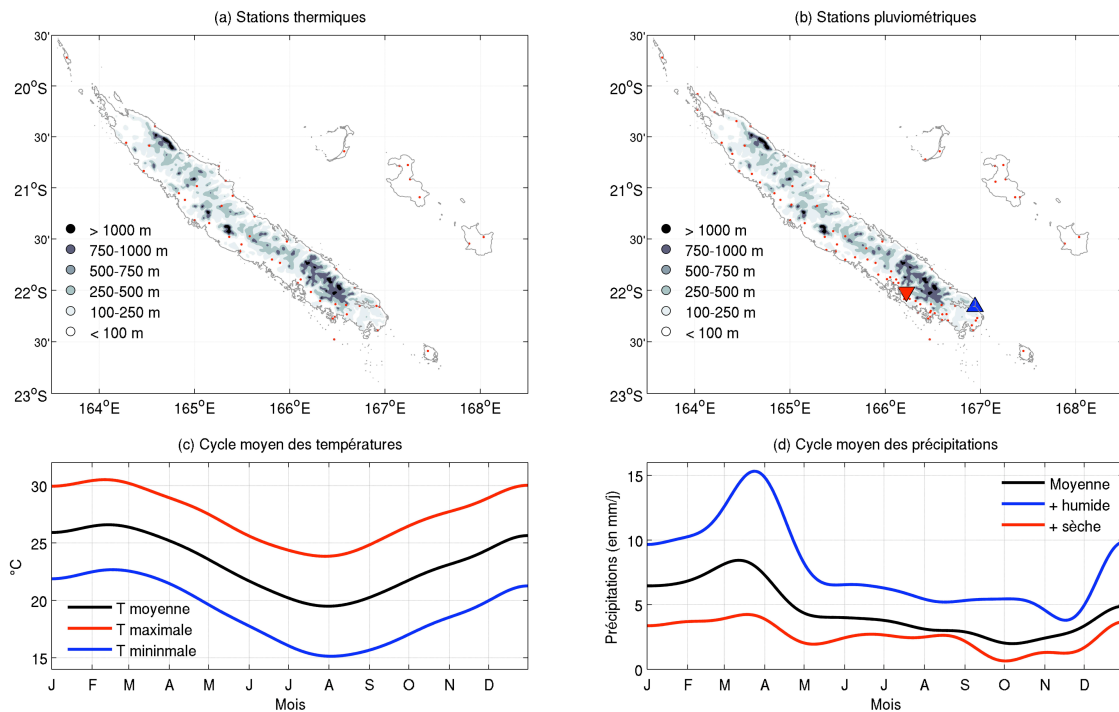 (a) Stations thermiques
30'
20°S
30'
21°S
30'
22°S
30'
23°S
> 1000 m
750-1000 m
500-750 m
250-500 m
100-250 m
< 100 m
164°E 165°E 166°E 167°E 168°E
(b) Stations pluviométriques
30'
20°S
30'
21°S
30'
22°S
30'
23°S
> 1000 m
750-1000 m
500-750 m
250-500 m
100-250 m
< 100 m
164°E 165°E 166°E 167°E 168°E
(c) Cycle moyen des températures
°C
30
25
20
15
T moyenne
T maximale
T mininmale
J F M A M J J A S O N D
Mois
(d) Cycle moyen des précipitations
Précipitations (en mm/j)
15
10
5
0
Moyenne
+ humide
+ sèche
J F M A M J J A S O N D
Mois